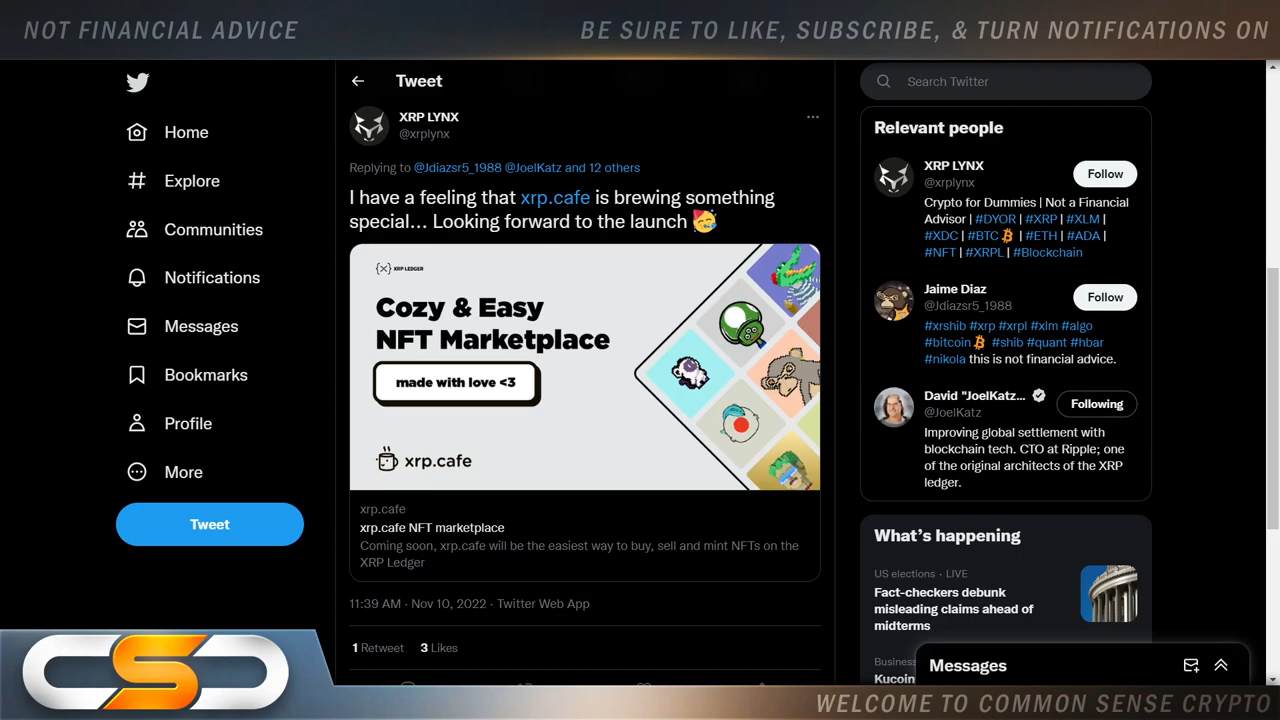 NOT FINANCIAL ADVICE
BE SURE TO LIKE, SUBSCRIBE, & TURN NOTIFICATIONS ON
Home
Explore
Communities
Notifications
Messages
Bookmarks
Profile
More
Tweet
Tweet
XRP LYNX
@xrplynx
Replying to @Jdiazsr5_1988 @JoelKatz and 12 others
I have a feeling that xrp.cafe is brewing something
special... Looking forward to the launch 🥳
{X} XRP LEDGER
Cozy & Easy
NFT Marketplace
made with love <3
xrp.cafe
xrp.cafe
xrp.cafe NFT marketplace
Coming soon, xrp.cafe will be the easiest way to buy, sell and mint NFTs on the
XRP Ledger
11:39 AM · Nov 10, 2022 · Twitter Web App
1 Retweet 3 Likes
Search Twitter
Relevant people
XRP LYNX
@xrplynx
Follow
Crypto for Dummies | Not a Financial
Advisor | #DYOR | #XRP | #XLM |
#XDC | #BTC | #ETH | #ADA |
#NFT | #XRPL | #Blockchain
Jaime Diaz
@Jdiazsr5_1988
Follow
#xrshib #xrp #xrpl #xlm #algo
#bitcoin #shib #quant #hbar
#nikola this is not financial advice.
David "JoelKatz...
@JoelKatz
Following
Improving global settlement with
blockchain tech. CTO at Ripple; one
of the original architects of the XRP
ledger.
What's happening
US elections · LIVE
Fact-checkers debunk
misleading claims ahead of
midterms
Business
Kucoin
Messages
CSC
WELCOME TO COMMON SENSE CRYPTO